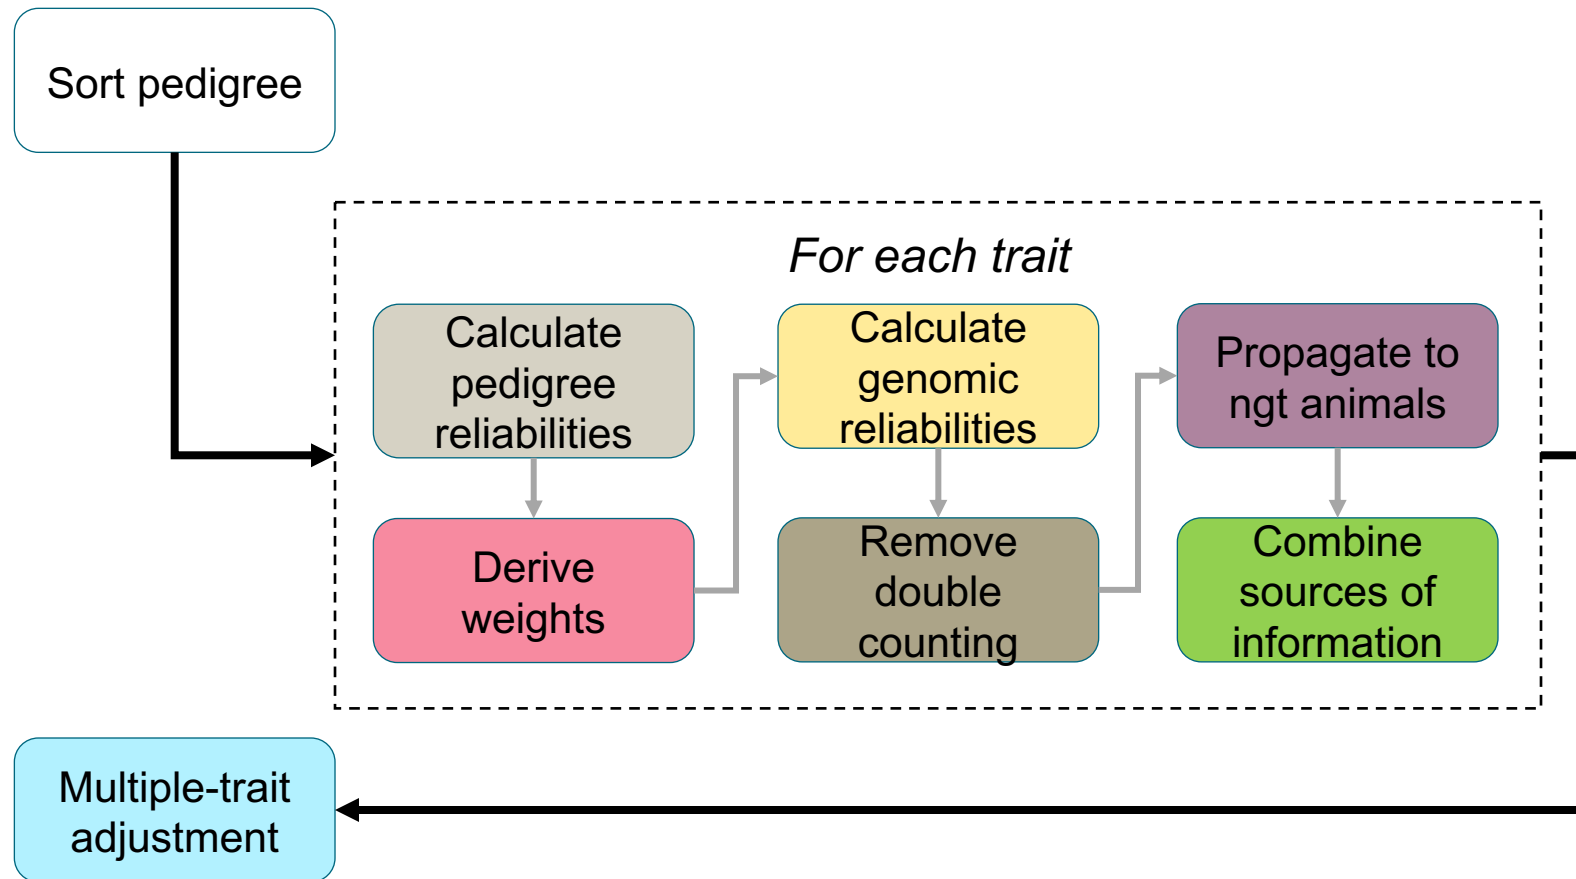 Sort pedigree
For each trait
Calculate
pedigree
reliabilities
Derive
weights
Calculate
genomic
reliabilities
Remove
double
counting
Propagate to
ngt animals
Combine
sources of
information
Multiple-trait
adjustment